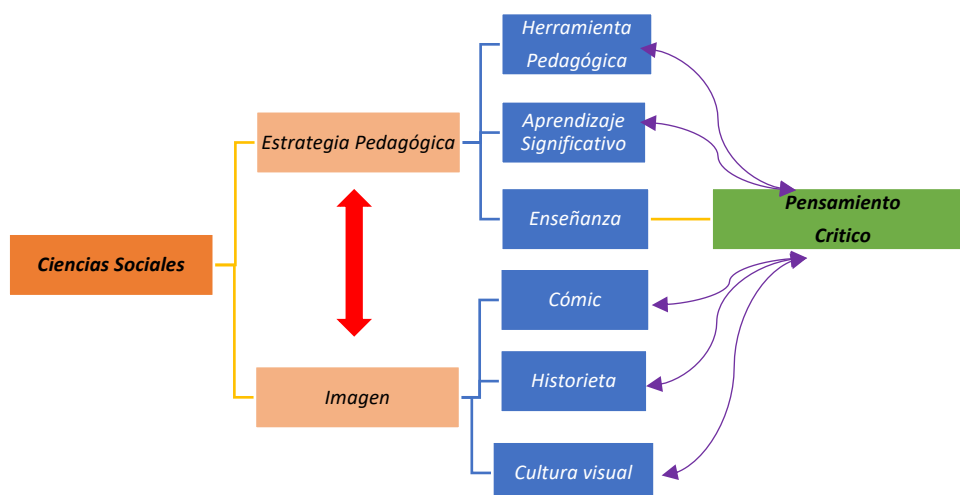 Herramienta
Pedagógica
Estrategia Pedagógica
Aprendizaje
Significativo
Enseñanza
Pensamiento
Critico
Ciencias Sociales
Cómic
Historieta
Imagen
Cultura visual